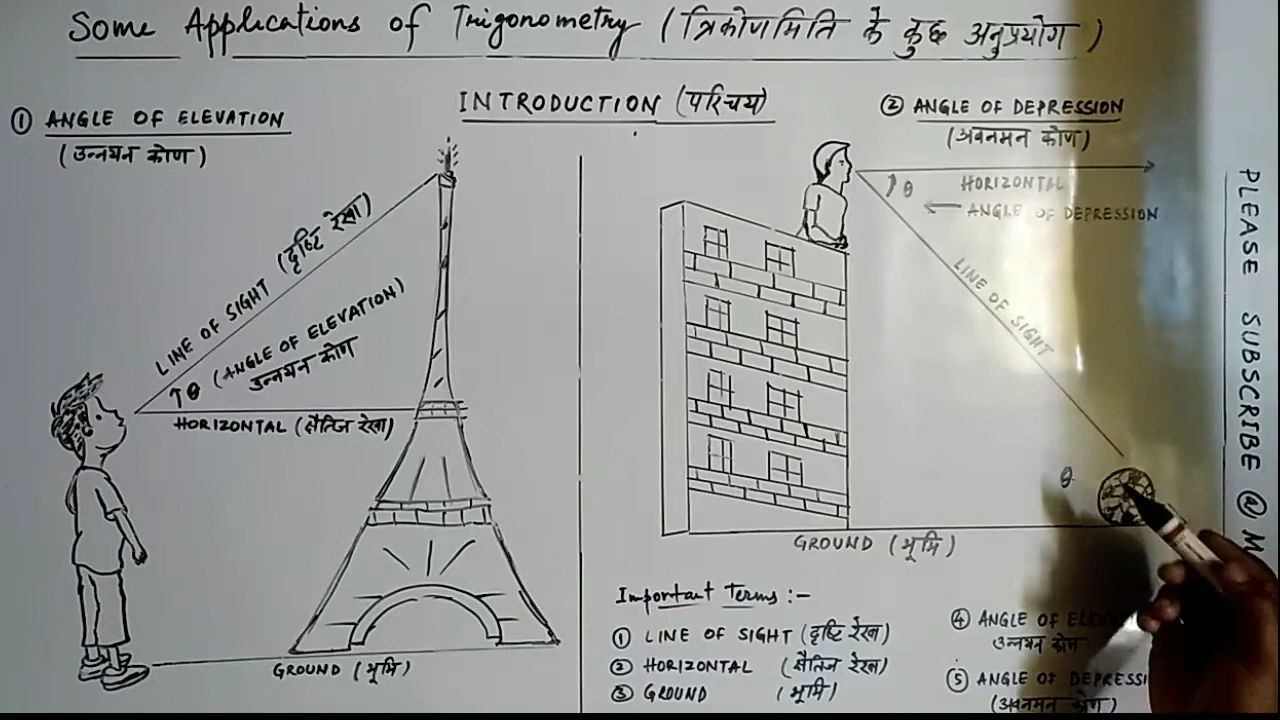 Some Applications of Trigonometry (त्रिकोणमिति के कुछ अनुप्रयोग)
INTRODUCTION (परिचय)
① ANGLE OF ELEVATION
(उन्नयन कोण)
LINE OF SIGHT (दृष्टि रेखा)
θ (ANGLE OF ELEVATION)
उन्नयन कोण
HORIZONTAL (क्षैतिज रेखा)
GROUND (भूमि)
② ANGLE OF DEPRESSION
(अवनमन कोण)
θ HORIZONTAL
ANGLE OF DEPRESSION
LINE OF SIGHT
θ
GROUND (भूमि)
Important Terms :-
① LINE OF SIGHT (दृष्टि रेखा)
② HORIZONTAL (क्षैतिज रेखा)
③ GROUND (भूमि)
④ ANGLE OF
उन्नयन कोण
⑤ ANGLE OF
(अवनमन कोण)
PLEASE SUBSCRIBE @